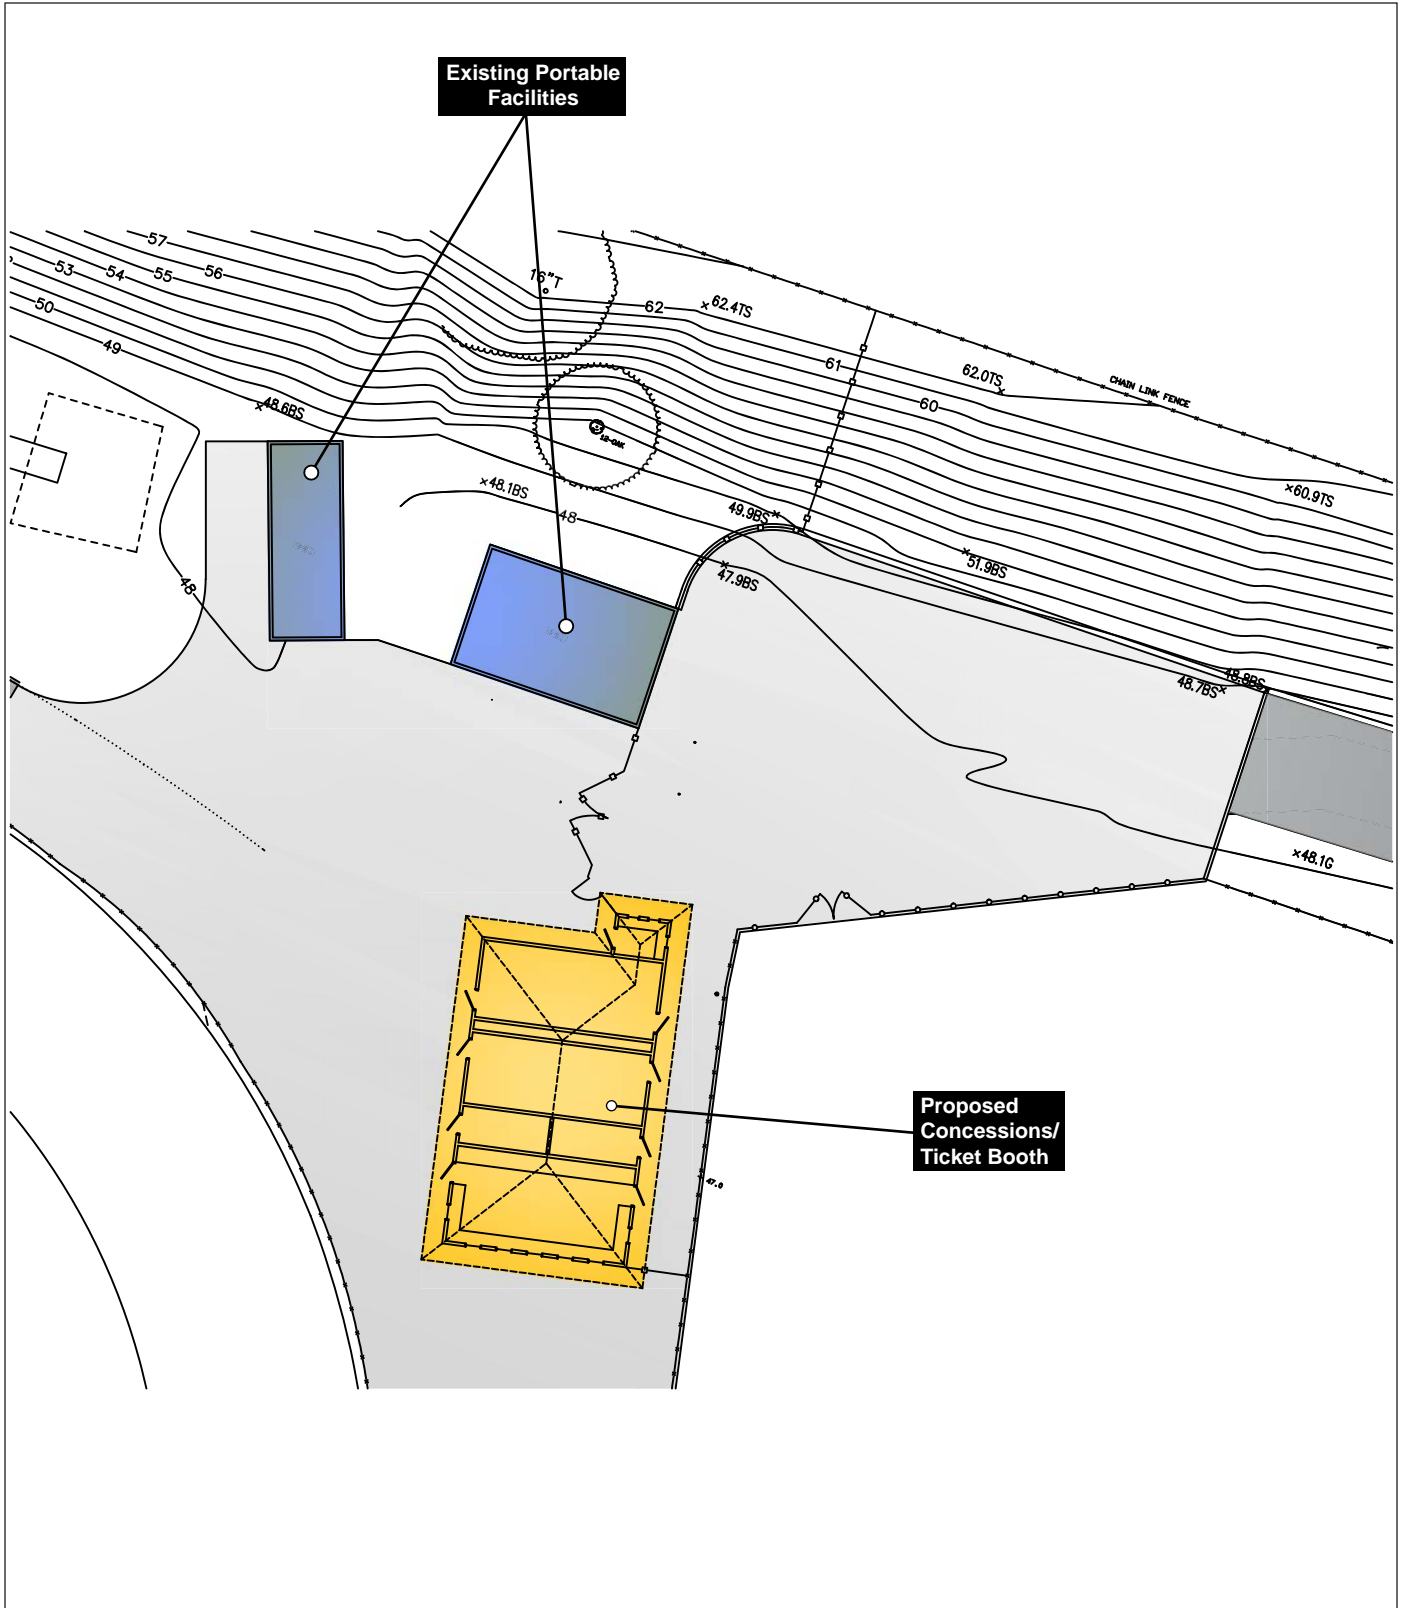 Existing Portable
Facilities
57
56
55
54
53
50
49
16"T
62
62.4TS
61
62.0TS
60
CHAIN LINK FENCE
60.9TS
48.6BS
12-OAK
48.1BS
48
49.9BS
47.9BS
51.9BS
48
48.8BS
48.7BS
48.1G
Proposed
Concessions/
Ticket Booth
47.0